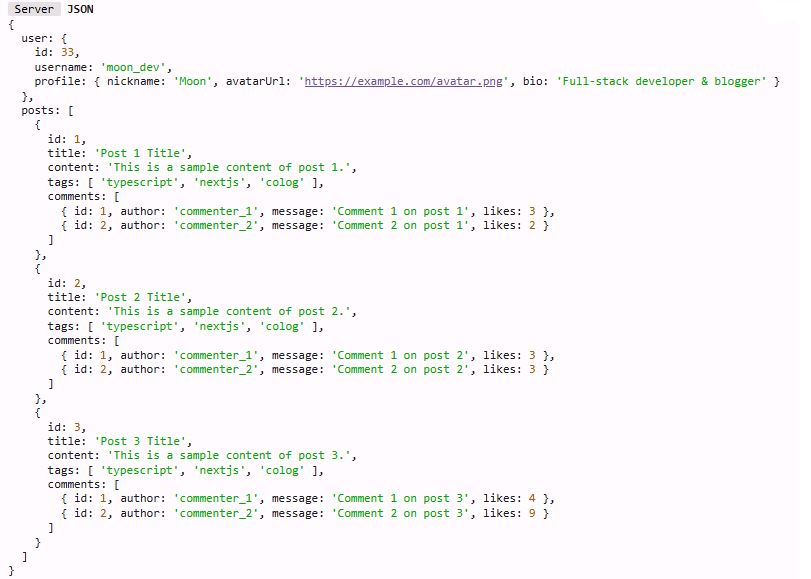 Server JSON
{
  user: {
    id: 33,
    username: 'moon_dev',
    profile: { nickname: 'Moon', avatarUrl: 'https://example.com/avatar.png', bio: 'Full-stack developer & blogger' }
  },
  posts: [
    {
      id: 1,
      title: 'Post 1 Title',
      content: 'This is a sample content of post 1.',
      tags: [ 'typescript', 'nextjs', 'colog' ],
      comments: [
        { id: 1, author: 'commenter_1', message: 'Comment 1 on post 1', likes: 3 },
        { id: 2, author: 'commenter_2', message: 'Comment 2 on post 1', likes: 2 }
      ]
    },
    {
      id: 2,
      title: 'Post 2 Title',
      content: 'This is a sample content of post 2.',
      tags: [ 'typescript', 'nextjs', 'colog' ],
      comments: [
        { id: 1, author: 'commenter_1', message: 'Comment 1 on post 2', likes: 3 },
        { id: 2, author: 'commenter_2', message: 'Comment 2 on post 2', likes: 3 }
      ]
    },
    {
      id: 3,
      title: 'Post 3 Title',
      content: 'This is a sample content of post 3.',
      tags: [ 'typescript', 'nextjs', 'colog' ],
      comments: [
        { id: 1, author: 'commenter_1', message: 'Comment 1 on post 3', likes: 4 },
        { id: 2, author: 'commenter_2', message: 'Comment 2 on post 3', likes: 9 }
      ]
    }
  ]
}